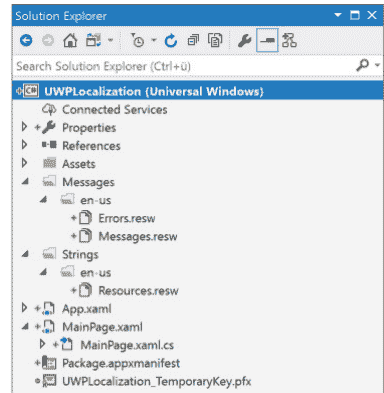 Solution Explorer
Search Solution Explorer (Ctrl+ü)
UWPLocalization (Universal Windows)
Connected Services
Properties
References
Assets
Messages
en-us
Errors.resw
Messages.resw
Strings
en-us
Resources.resw
App.xaml
MainPage.xaml
MainPage.xaml.cs
Package.appxmanifest
UWPLocalization_TemporaryKey.pfx